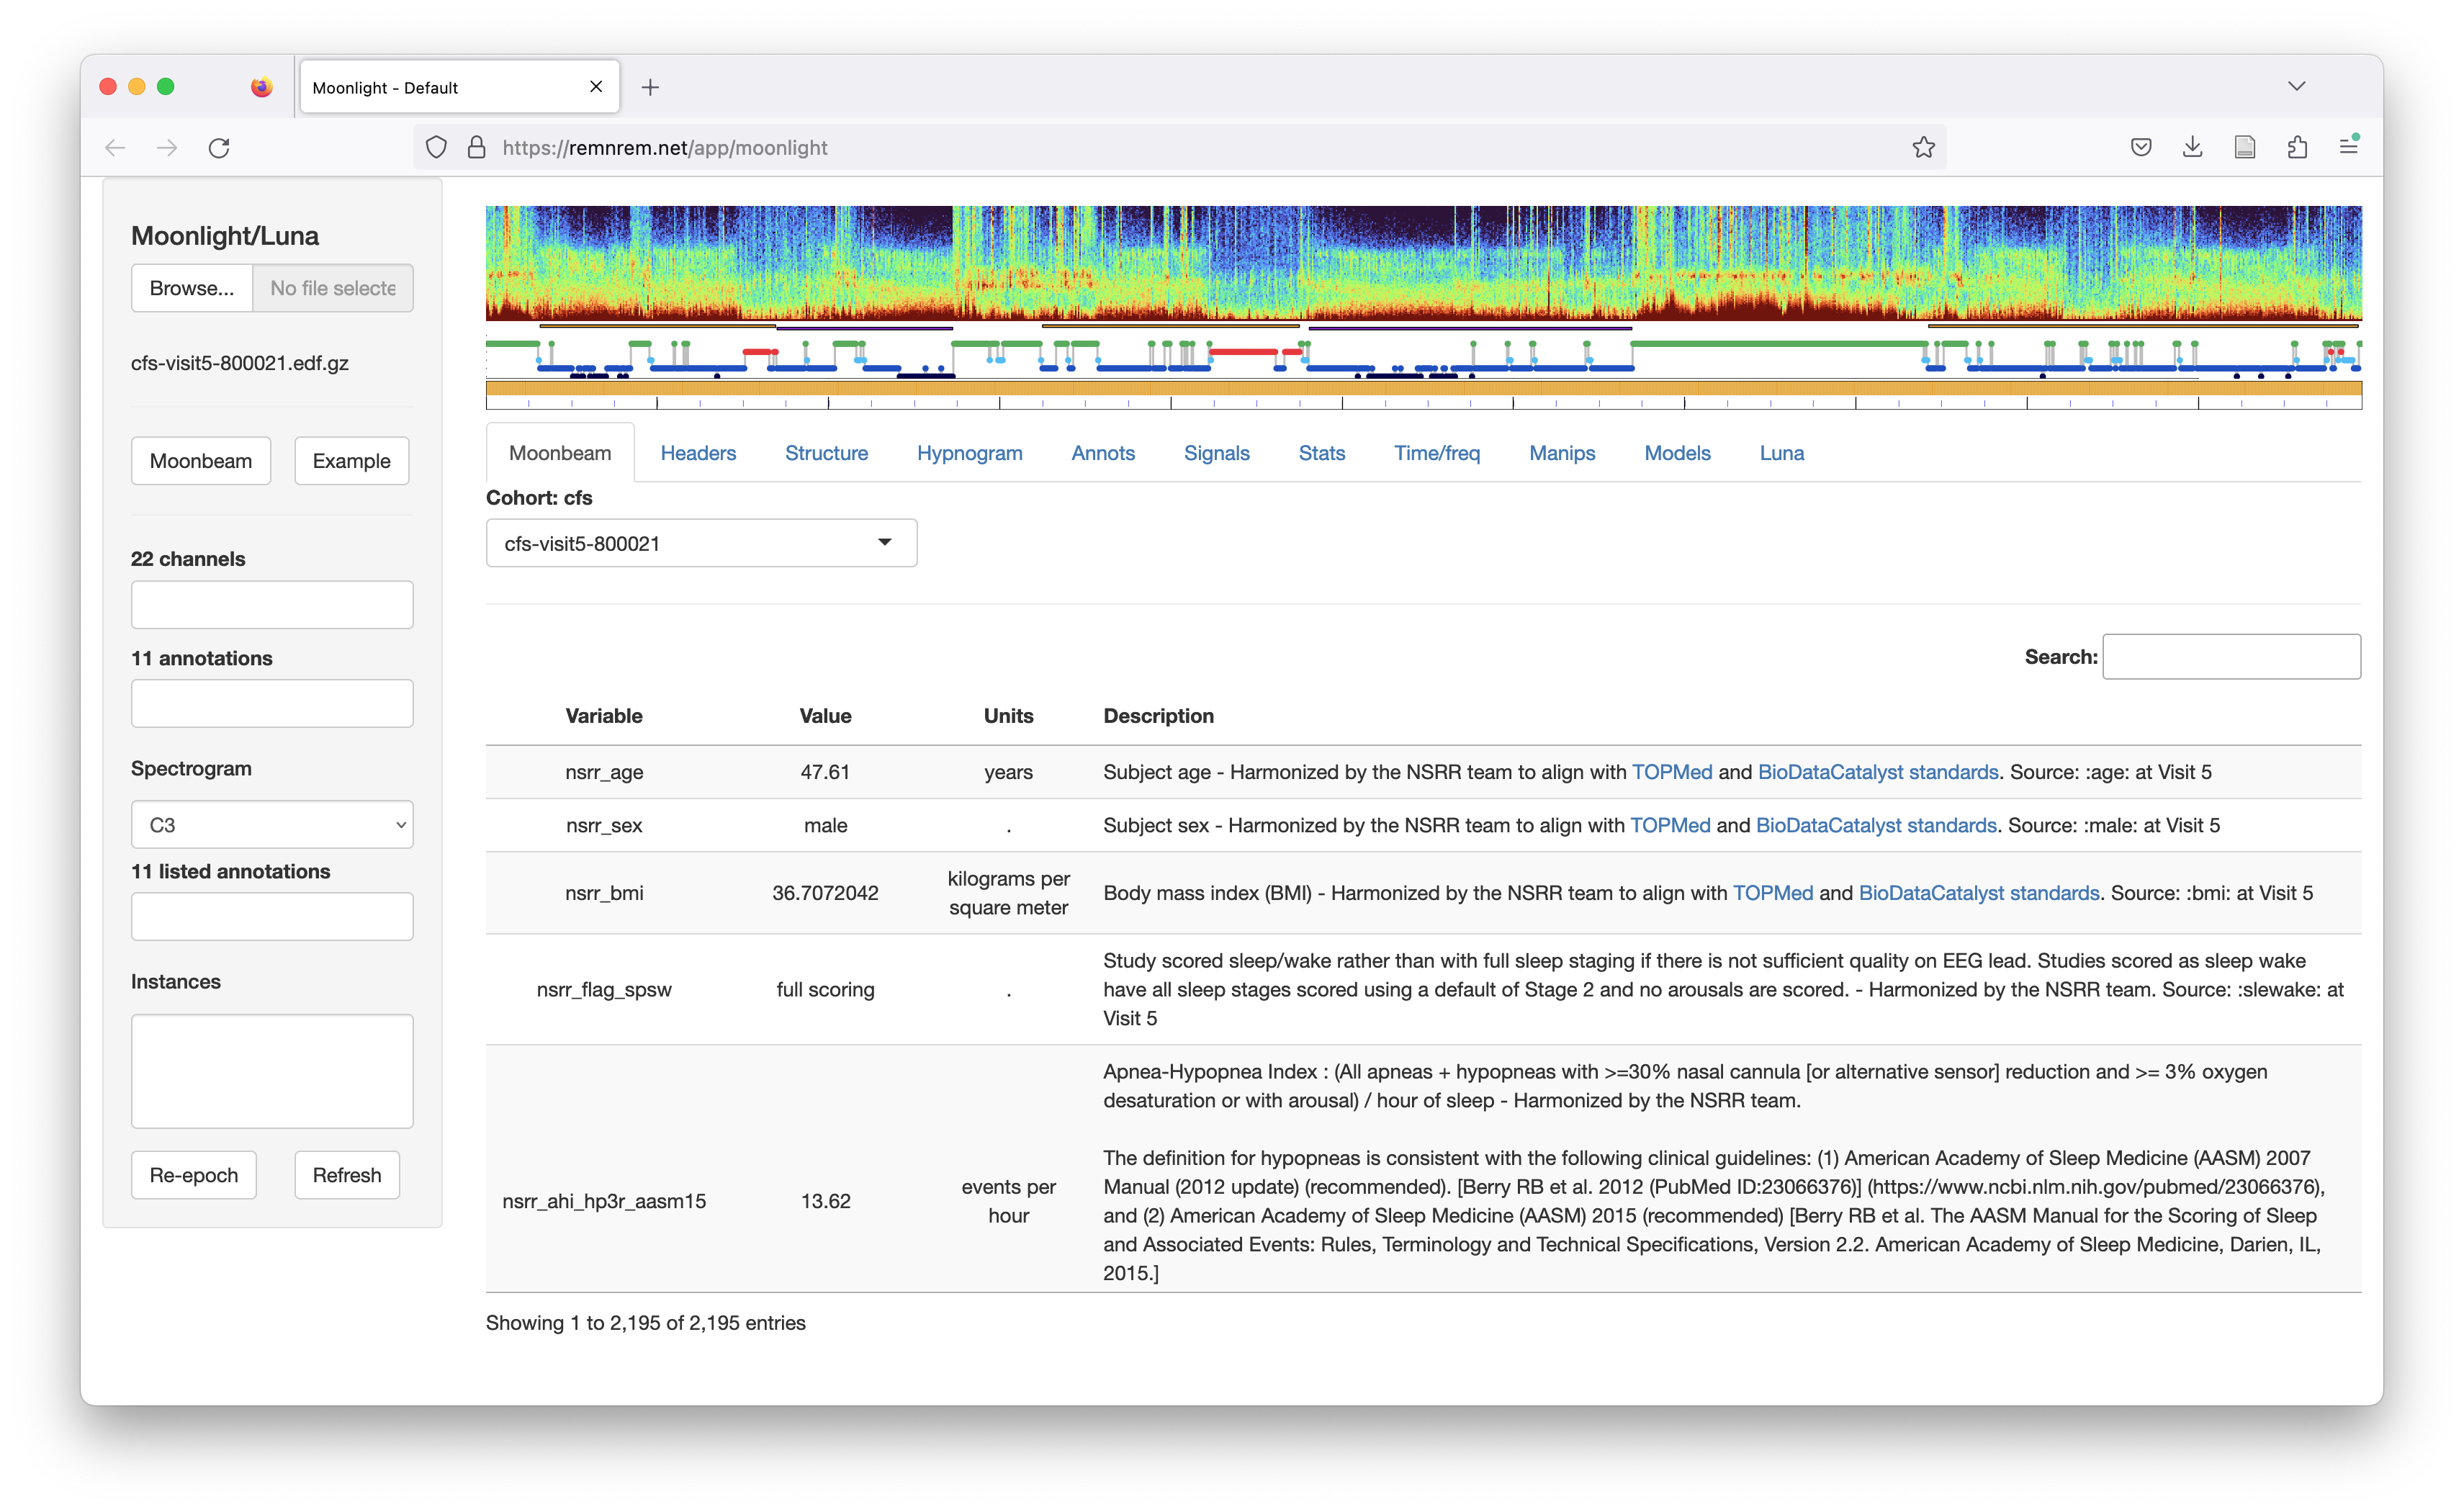 Moonlight - Default
https://remnrem.net/app/moonlight
Moonlight/Luna
Browse...
No file selecte
cfs-visit5-800021.edf.gz
Moonbeam
Example
22 channels
11 annotations
Spectrogram
C3
11 listed annotations
Instances
Re-epoch
Refresh
Moonbeam Headers Structure Hypnogram Annots Signals Stats Time/freq Manips Models Luna
Cohort: cfs
cfs-visit5-800021
Search:
Variable Value Units Description
nsrr_age 47.61 years Subject age - Harmonized by the NSRR team to align with TOPMed and BioDataCatalyst standards. Source: :age: at Visit 5
nsrr_sex male . Subject sex - Harmonized by the NSRR team to align with TOPMed and BioDataCatalyst standards. Source: :male: at Visit 5
nsrr_bmi 36.7072042
kilograms per
square meter
Body mass index (BMI) - Harmonized by the NSRR team to align with TOPMed and BioDataCatalyst standards. Source: :bmi: at Visit 5
nsrr_flag_spsw full scoring .
Study scored sleep/wake rather than with full sleep staging if there is not sufficient quality on EEG lead. Studies scored as sleep wake
have all sleep stages scored using a default of Stage 2 and no arousals are scored. - Harmonized by the NSRR team. Source: :slewake: at
Visit 5
nsrr_ahi_hp3r_aasm15 13.62
events per
hour
Apnea-Hypopnea Index : (All apneas + hypopneas with >=30% nasal cannula [or alternative sensor] reduction and >= 3% oxygen
desaturation or with arousal) / hour of sleep - Harmonized by the NSRR team.
The definition for hypopneas is consistent with the following clinical guidelines: (1) American Academy of Sleep Medicine (AASM) 2007
Manual (2012 update) (recommended). [Berry RB et al. 2012 (PubMed ID:23066376)] (https://www.ncbi.nlm.nih.gov/pubmed/23066376),
and (2) American Academy of Sleep Medicine (AASM) 2015 (recommended) [Berry RB et al. The AASM Manual for the Scoring of Sleep
and Associated Events: Rules, Terminology and Technical Specifications, Version 2.2. American Academy of Sleep Medicine, Darien, IL,
2015.]
Showing 1 to 2,195 of 2,195 entries